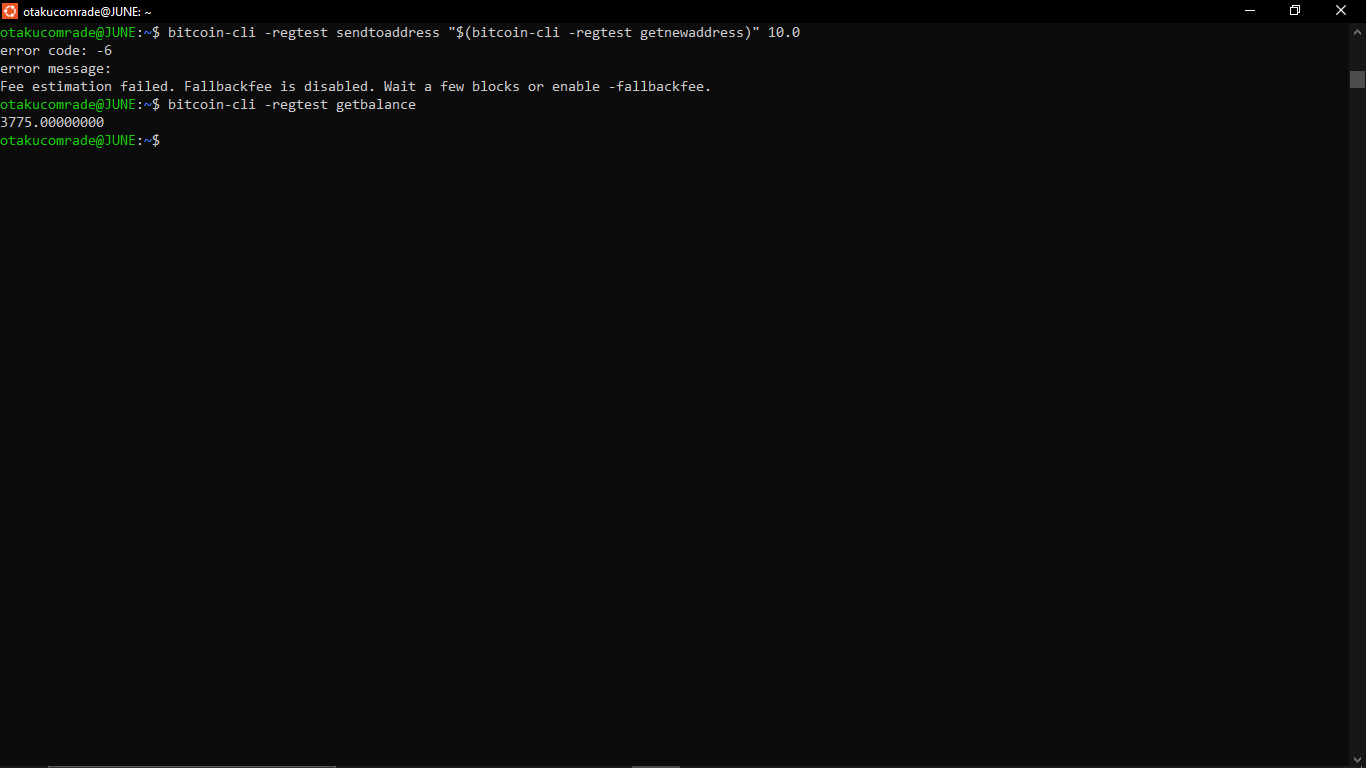 otakucomrade@JUNE: ~
otakucomrade@JUNE:~$ bitcoin-cli -regtest sendtoaddress "$(bitcoin-cli -regtest getnewaddress)" 10.0
error code: -6
error message:
Fee estimation failed. Fallbackfee is disabled. Wait a few blocks or enable -fallbackfee.
otakucomrade@JUNE:~$ bitcoin-cli -regtest getbalance
3775.00000000
otakucomrade@JUNE:~$